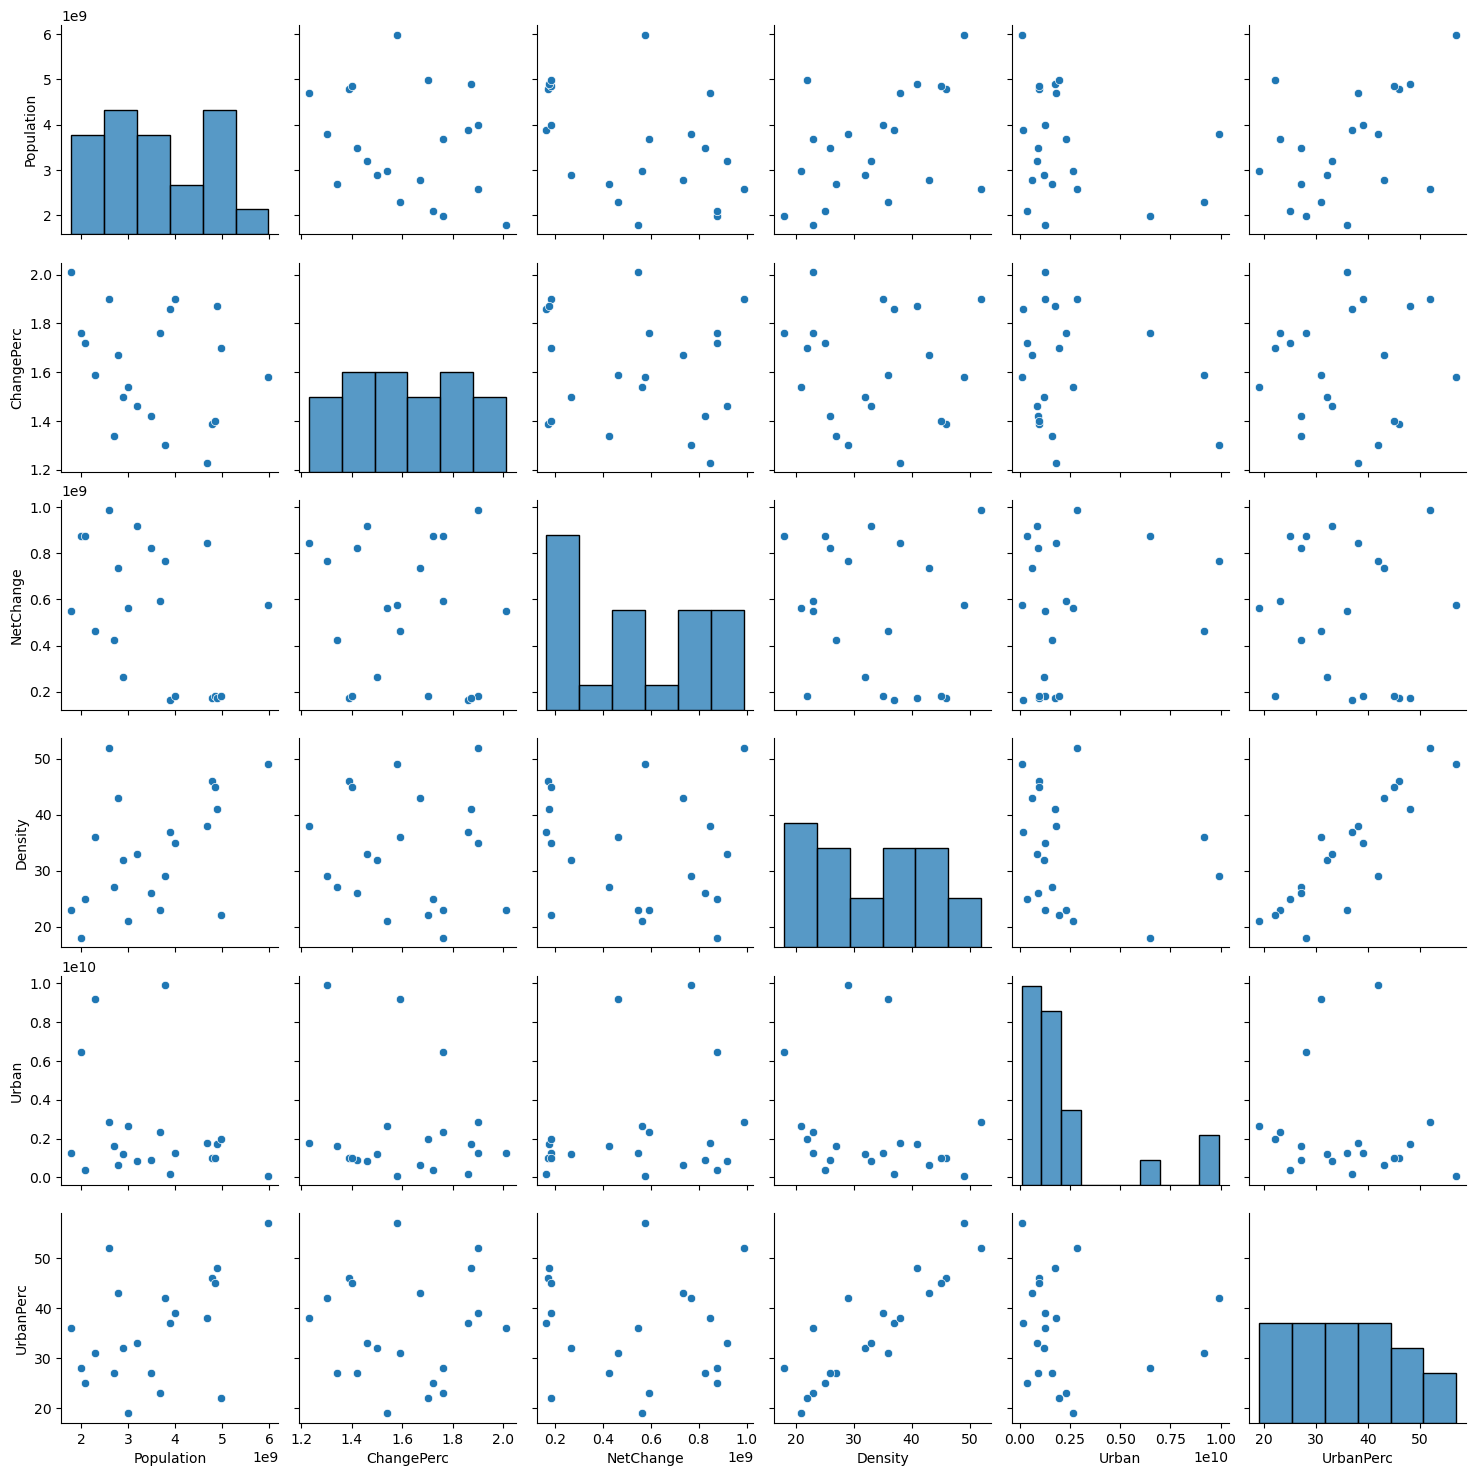 1e9
6
5
4
3
2
Population
2.0
1.8
1.6
1.4
1.2
ChangePerc
1e9
1.0
0.8
0.6
0.4
0.2
NetChange
50
40
30
20
Density
1e10
1.0
0.8
0.6
0.4
0.2
0.0
Urban
50
40
30
20
UrbanPerc
2 3 4 5 6 1.2 1.4 1.6 1.8 2.0 0.2 0.4 0.6 0.8 1.0 20 30 40 50 0.00 0.25 0.50 0.75 1.00 20 30 40 50
Population 1e9 ChangePerc NetChange 1e9 Density Urban 1e10 UrbanPerc